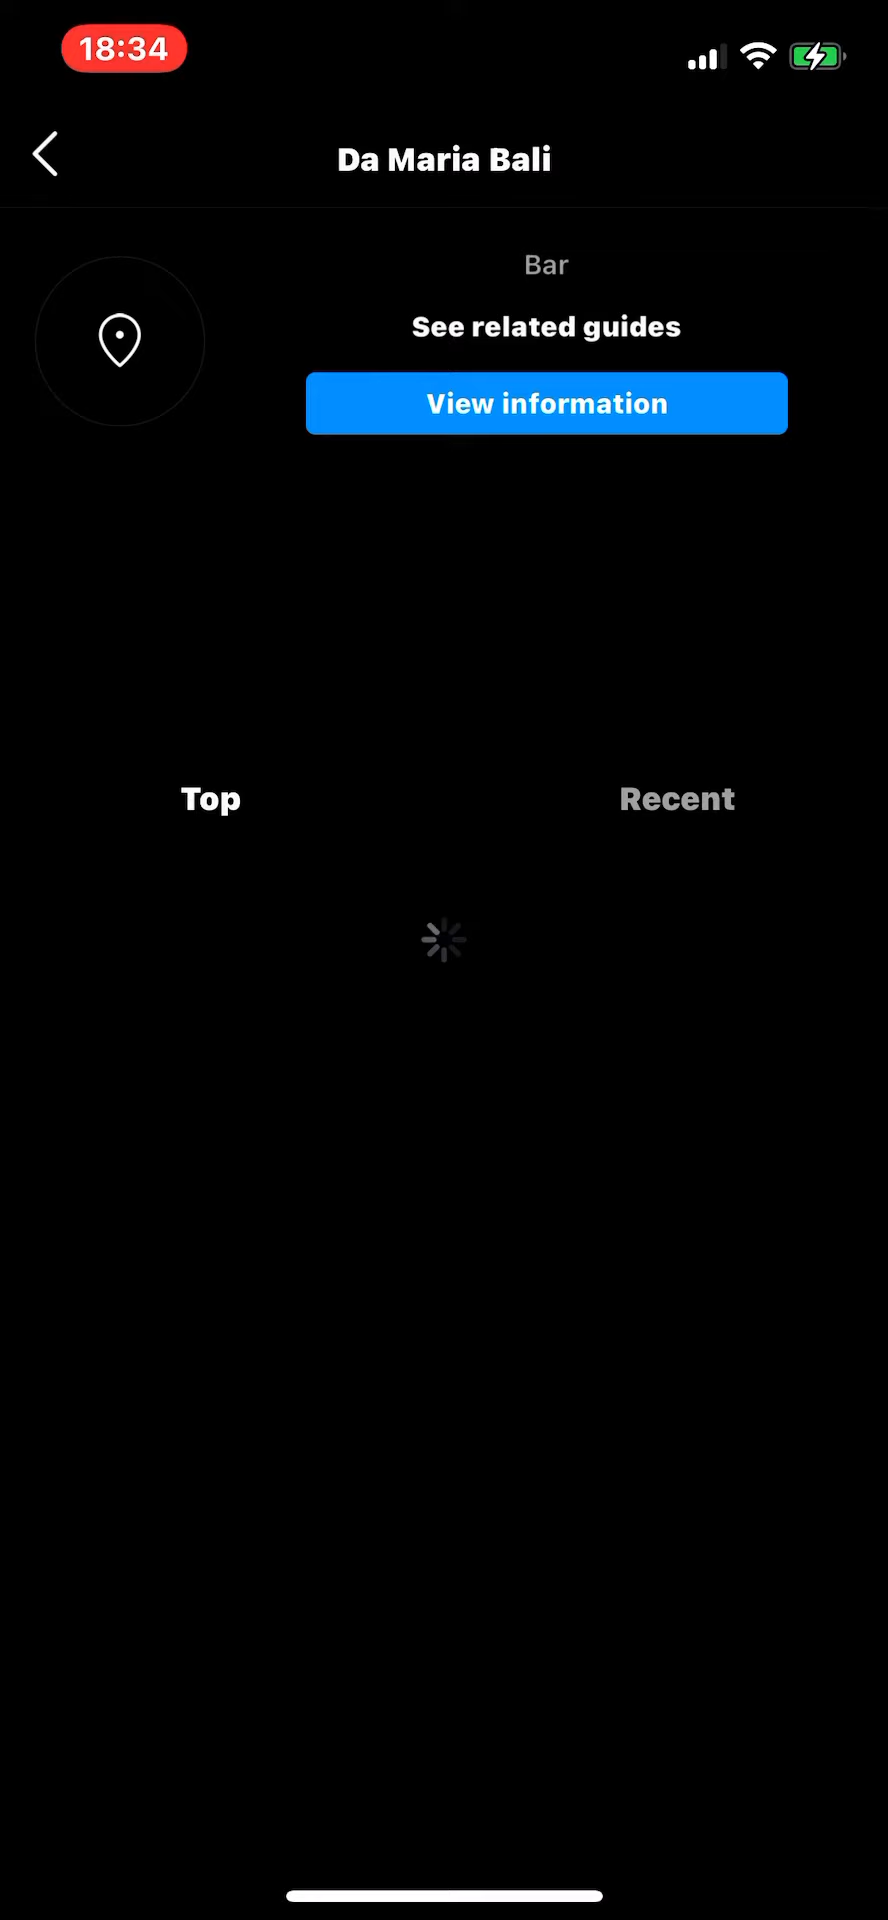 18:34
Da Maria Bali
Bar
See related guides
View information
Top
Recent